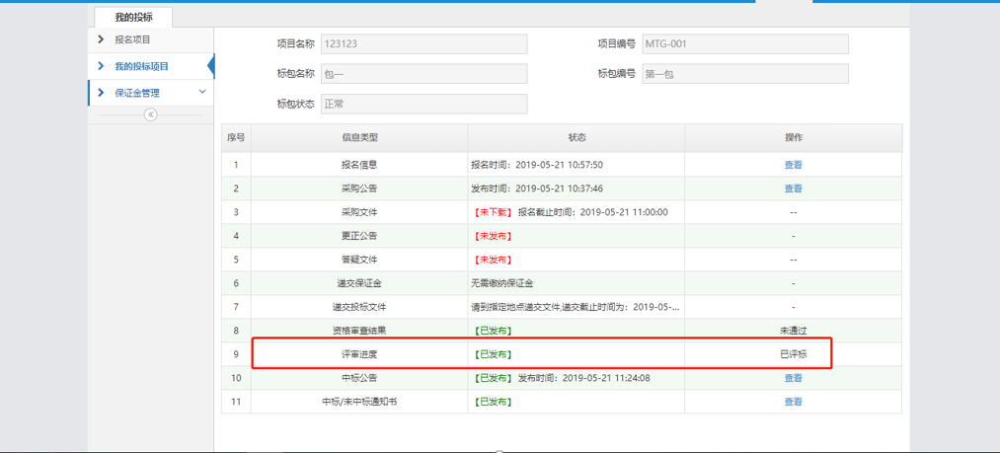 我的投标
报名项目
我的投标项目
保证金管理
项目名称 123123 项目编号 MTG-001
标包名称 包一 标包编号 第一包
标包状态 正常
序号 信息类型 状态 操作
1 报名信息 报名时间：2019-05-21 10:57:50 查看
2 采购公告 发布时间：2019-05-21 10:37:46 查看
3 采购文件 【未下载】 报名截止时间：2019-05-21 11:00:00 --
4 更正公告 【未发布】 -
5 答疑文件 【未发布】 --
6 递交保证金 无需缴纳保证金 -
7 递交投标文件 请到指定地点递交文件,递交截止时间为：2019-05-... -
8 资格审查结果 【已发布】 未通过
9 评审进度 【已发布】 已评标
10 中标公告 【已发布】 发布时间：2019-05-21 11:24:08 查看
11 中标/未中标通知书 【已发布】 查看